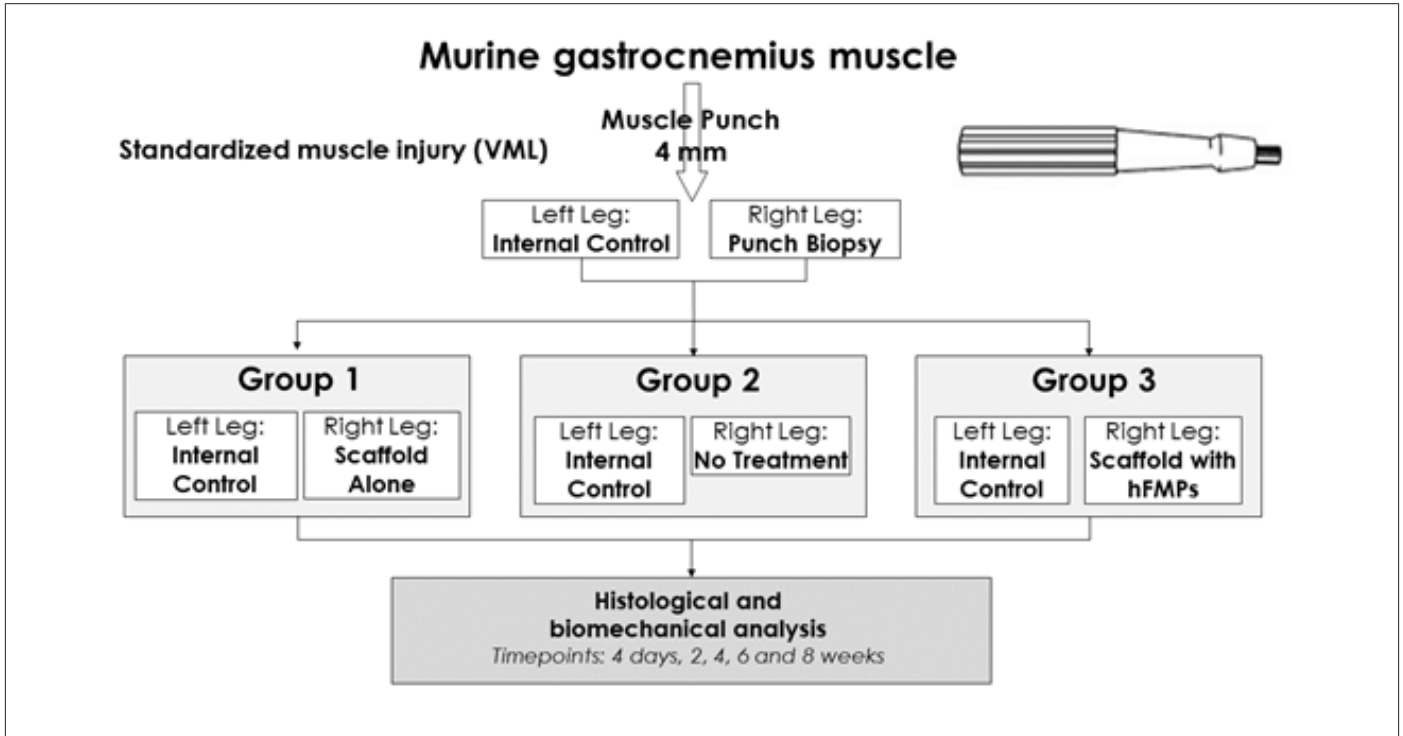 Murine gastrocnemius muscle
Muscle Punch
4 mm
Standardized muscle injury (VML)
Left Leg:
Internal Control
Right Leg:
Punch Biopsy
Group 1
Left Leg:
Internal
Control
Right Leg:
Scaffold
Alone
Group 2
Left Leg:
Internal
Control
Right Leg:
No Treatment
Group 3
Left Leg:
Internal
Control
Right Leg:
Scaffold with
hFMPs
Histological and
biomechanical analysis
Timepoints: 4 days, 2, 4, 6 and 8 weeks